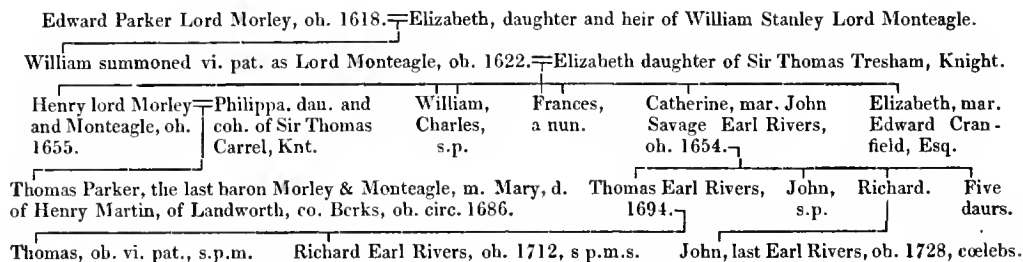 Edward Parker Lord Morley, ob. 1618.=Elizabeth, daughter and heir of William Stanley Lord Monteagle.
William summoned vi. pat. as Lord Monteagle, ob. 1622.=Elizabeth daughter of Sir Thomas Tresham, Knight.
Henry lord Morley=Philippa. dau. and William, Frances, Catherine, mar. John Elizabeth, mar.
and Monteagle, ob. coh. of Sir Thomas Charles, a nun. Savage Earl Rivers, Edward Cran-
1655. Carrel, Knt. s.p. ob. 1654. field, Esq.
Thomas Parker, the last baron Morley & Monteagle, m. Mary, d. Thomas Earl Rivers, John, Richard. Five
of Henry Martin, of Landworth, co. Berks, ob. circ. 1686. 1694. s.p. daurs.
Thomas, ob. vi. pat., s.p.m. Richard Earl Rivers, ob. 1712, s p.m.s. John, last Earl Rivers, ob. 1728, cœlebs.